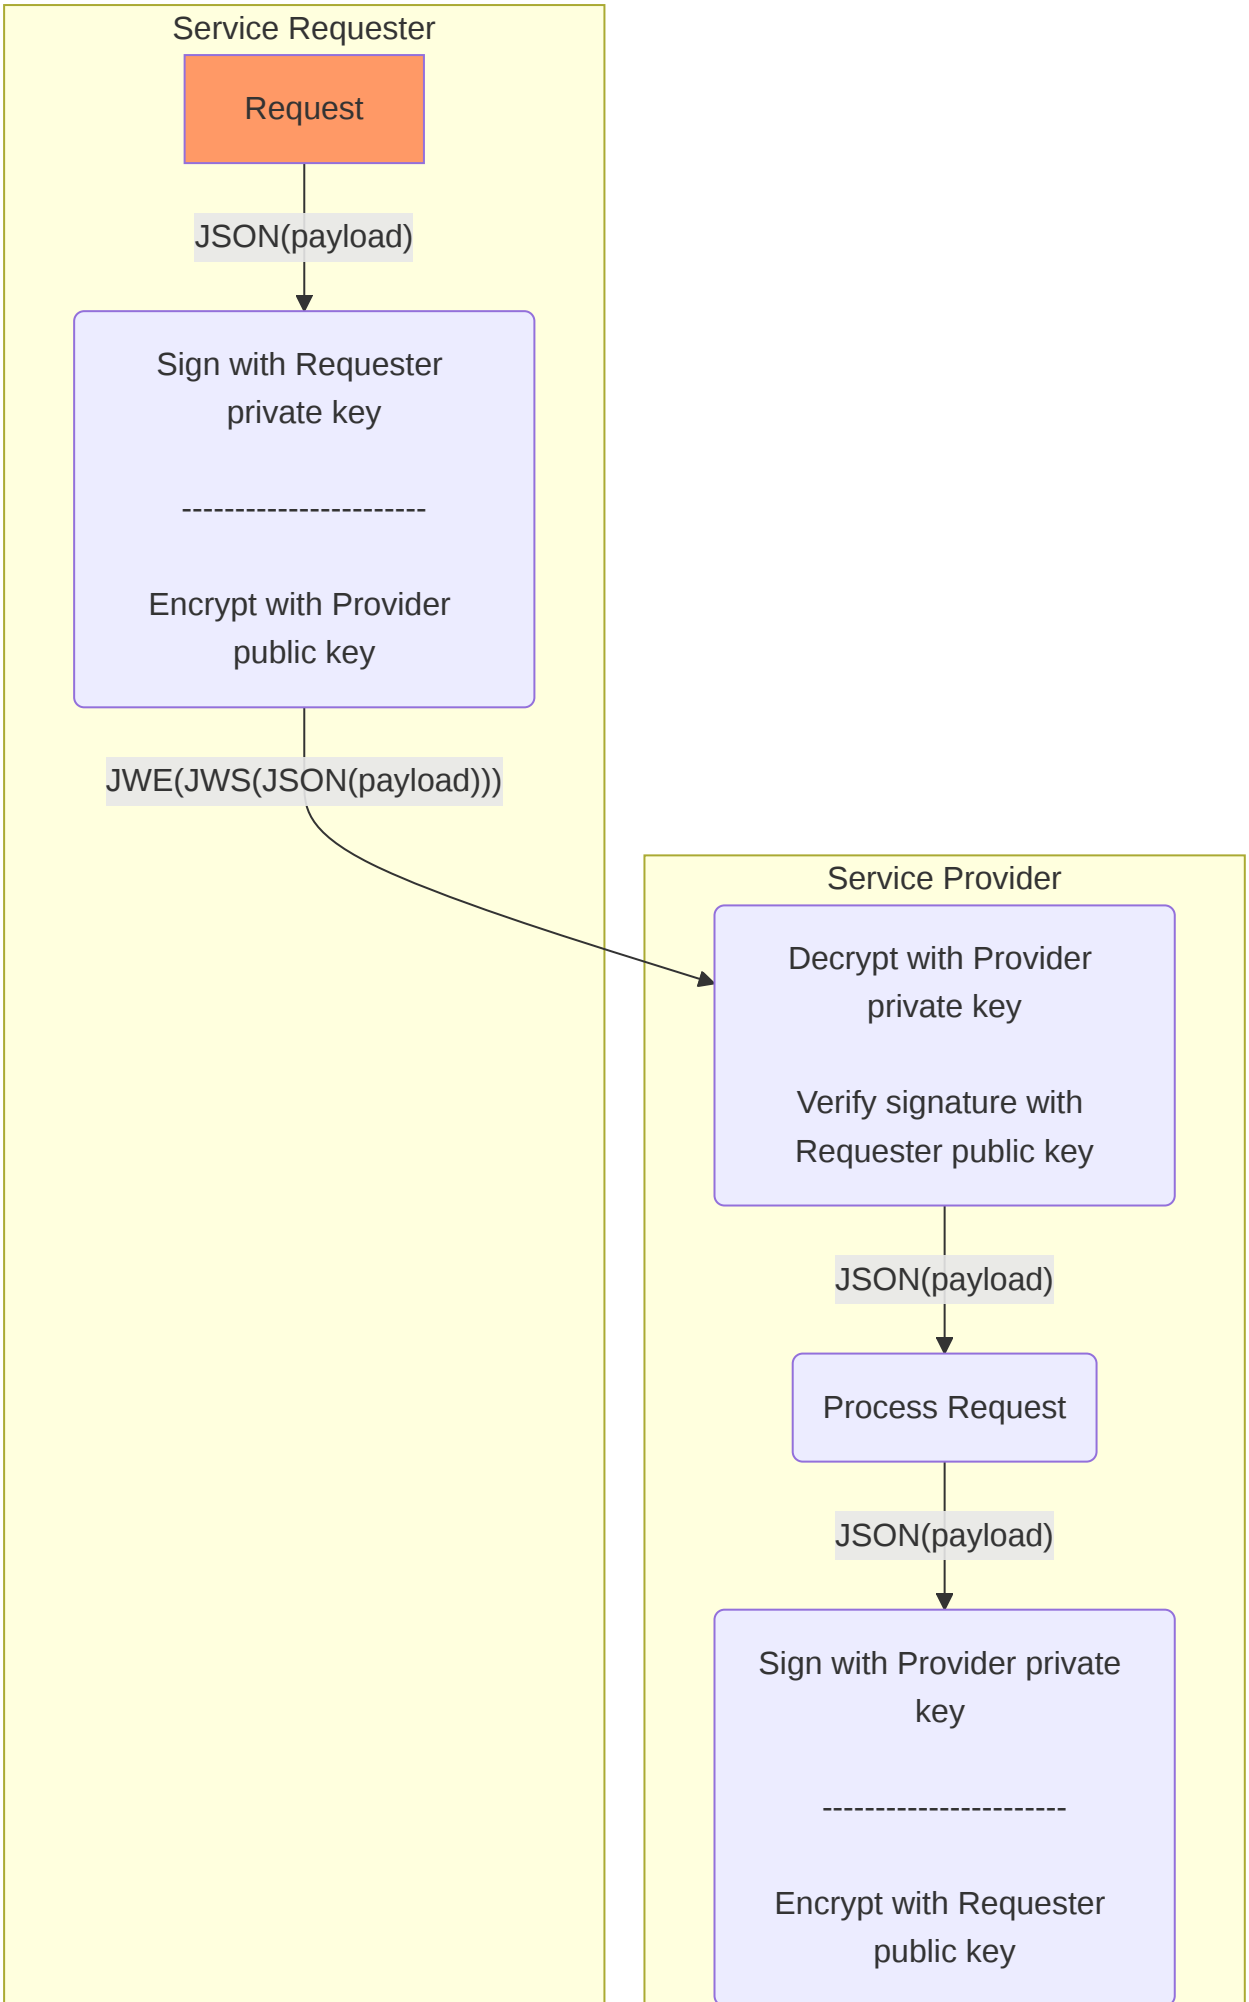 Service Requester
Request
JSON(payload)
Sign with Requester
private key
-----------------------
Encrypt with Provider
public key
JWE(JWS(JSON(payload)))
Service Provider
Decrypt with Provider
private key
Verify signature with
Requester public key
JSON(payload)
Process Request
JSON(payload)
Sign with Provider private
key
-----------------------
Encrypt with Requester
public key